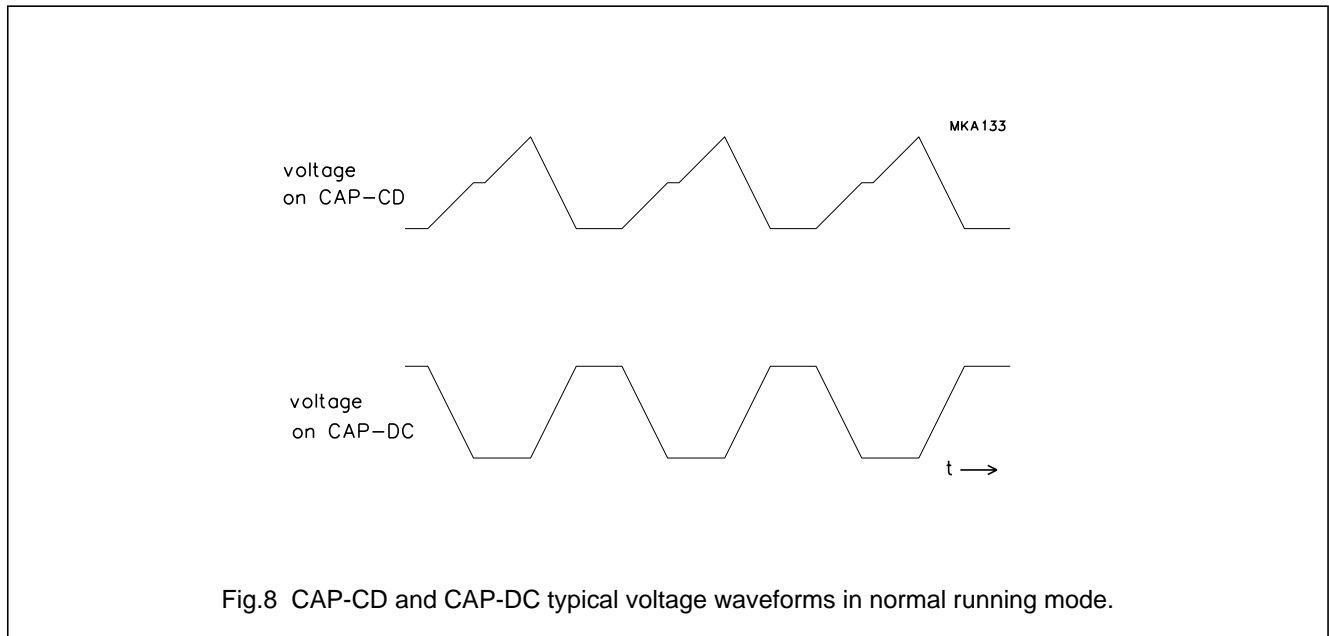 MKA133
voltage
on CAP-CD
voltage
on CAP-DC
t
Fig.8 CAP-CD and CAP-DC typical voltage waveforms in normal running mode.